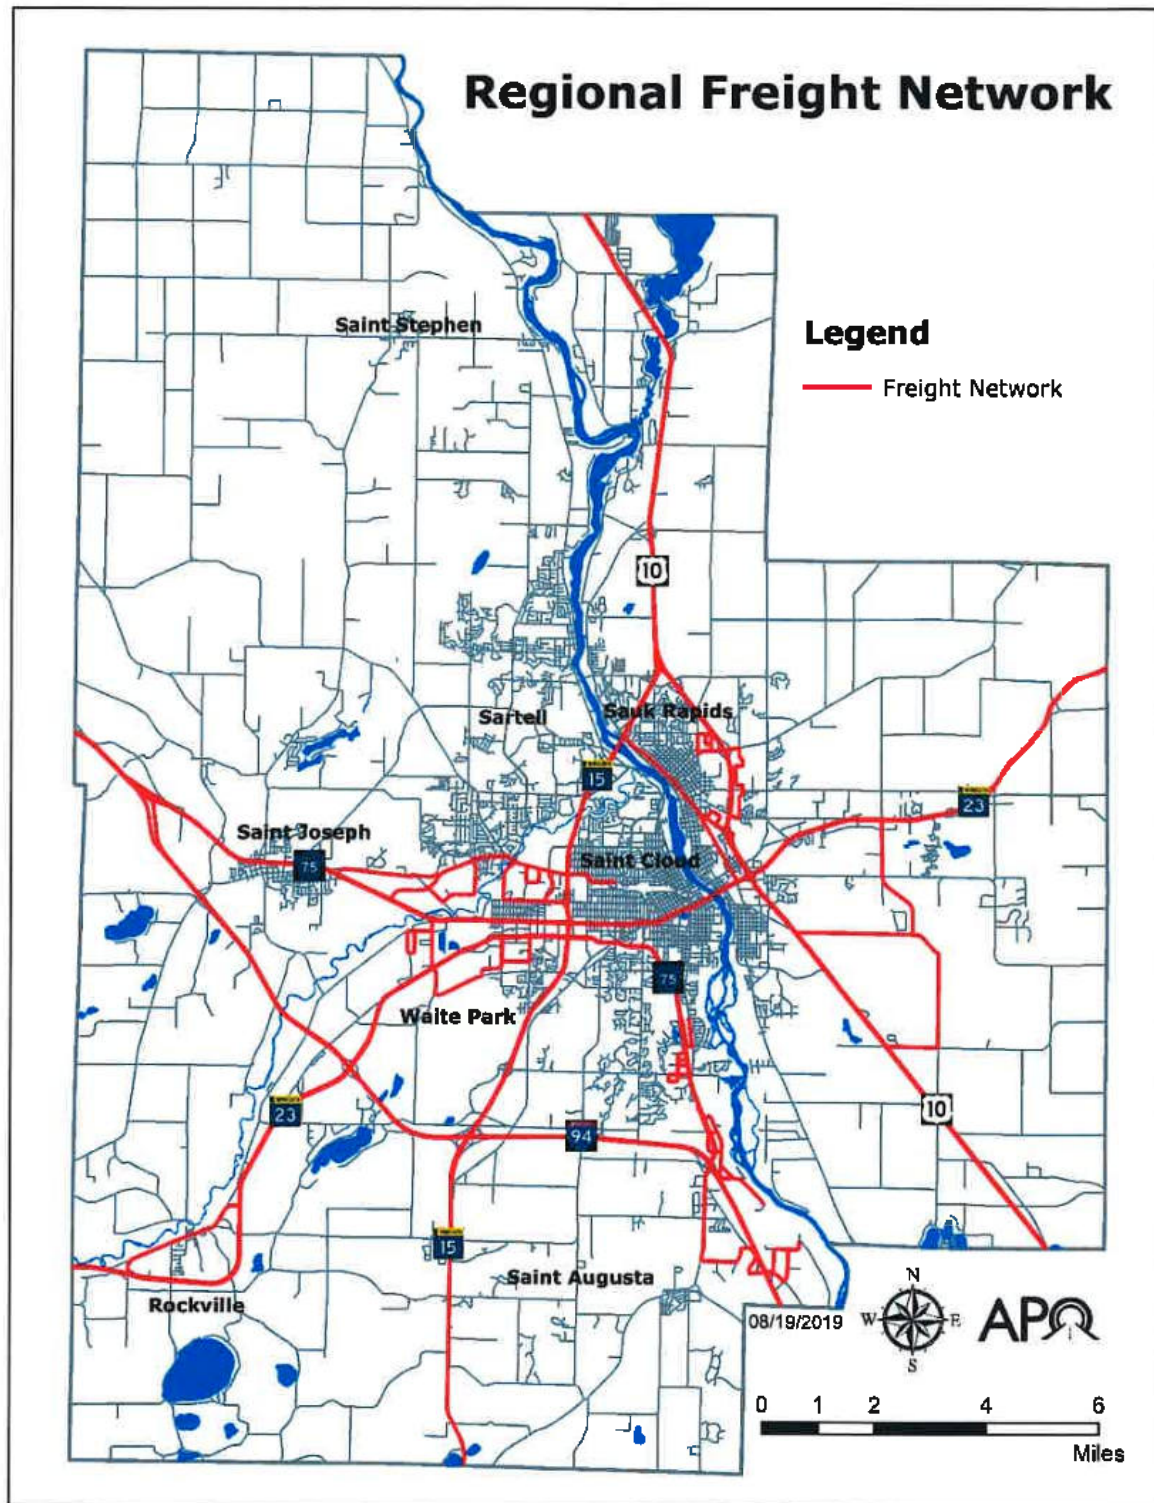 Regional Freight Network
Saint Stephen
Legend
Freight Network
10
Sartell
Sauk Rapids
15
23
Saint Joseph
75
Saint Cloud
75
Waite Park
23
94
10
15
Saint Augusta
Rockville
08/19/2019
N
W
E
S
APO
0 1 2 4 6
Miles